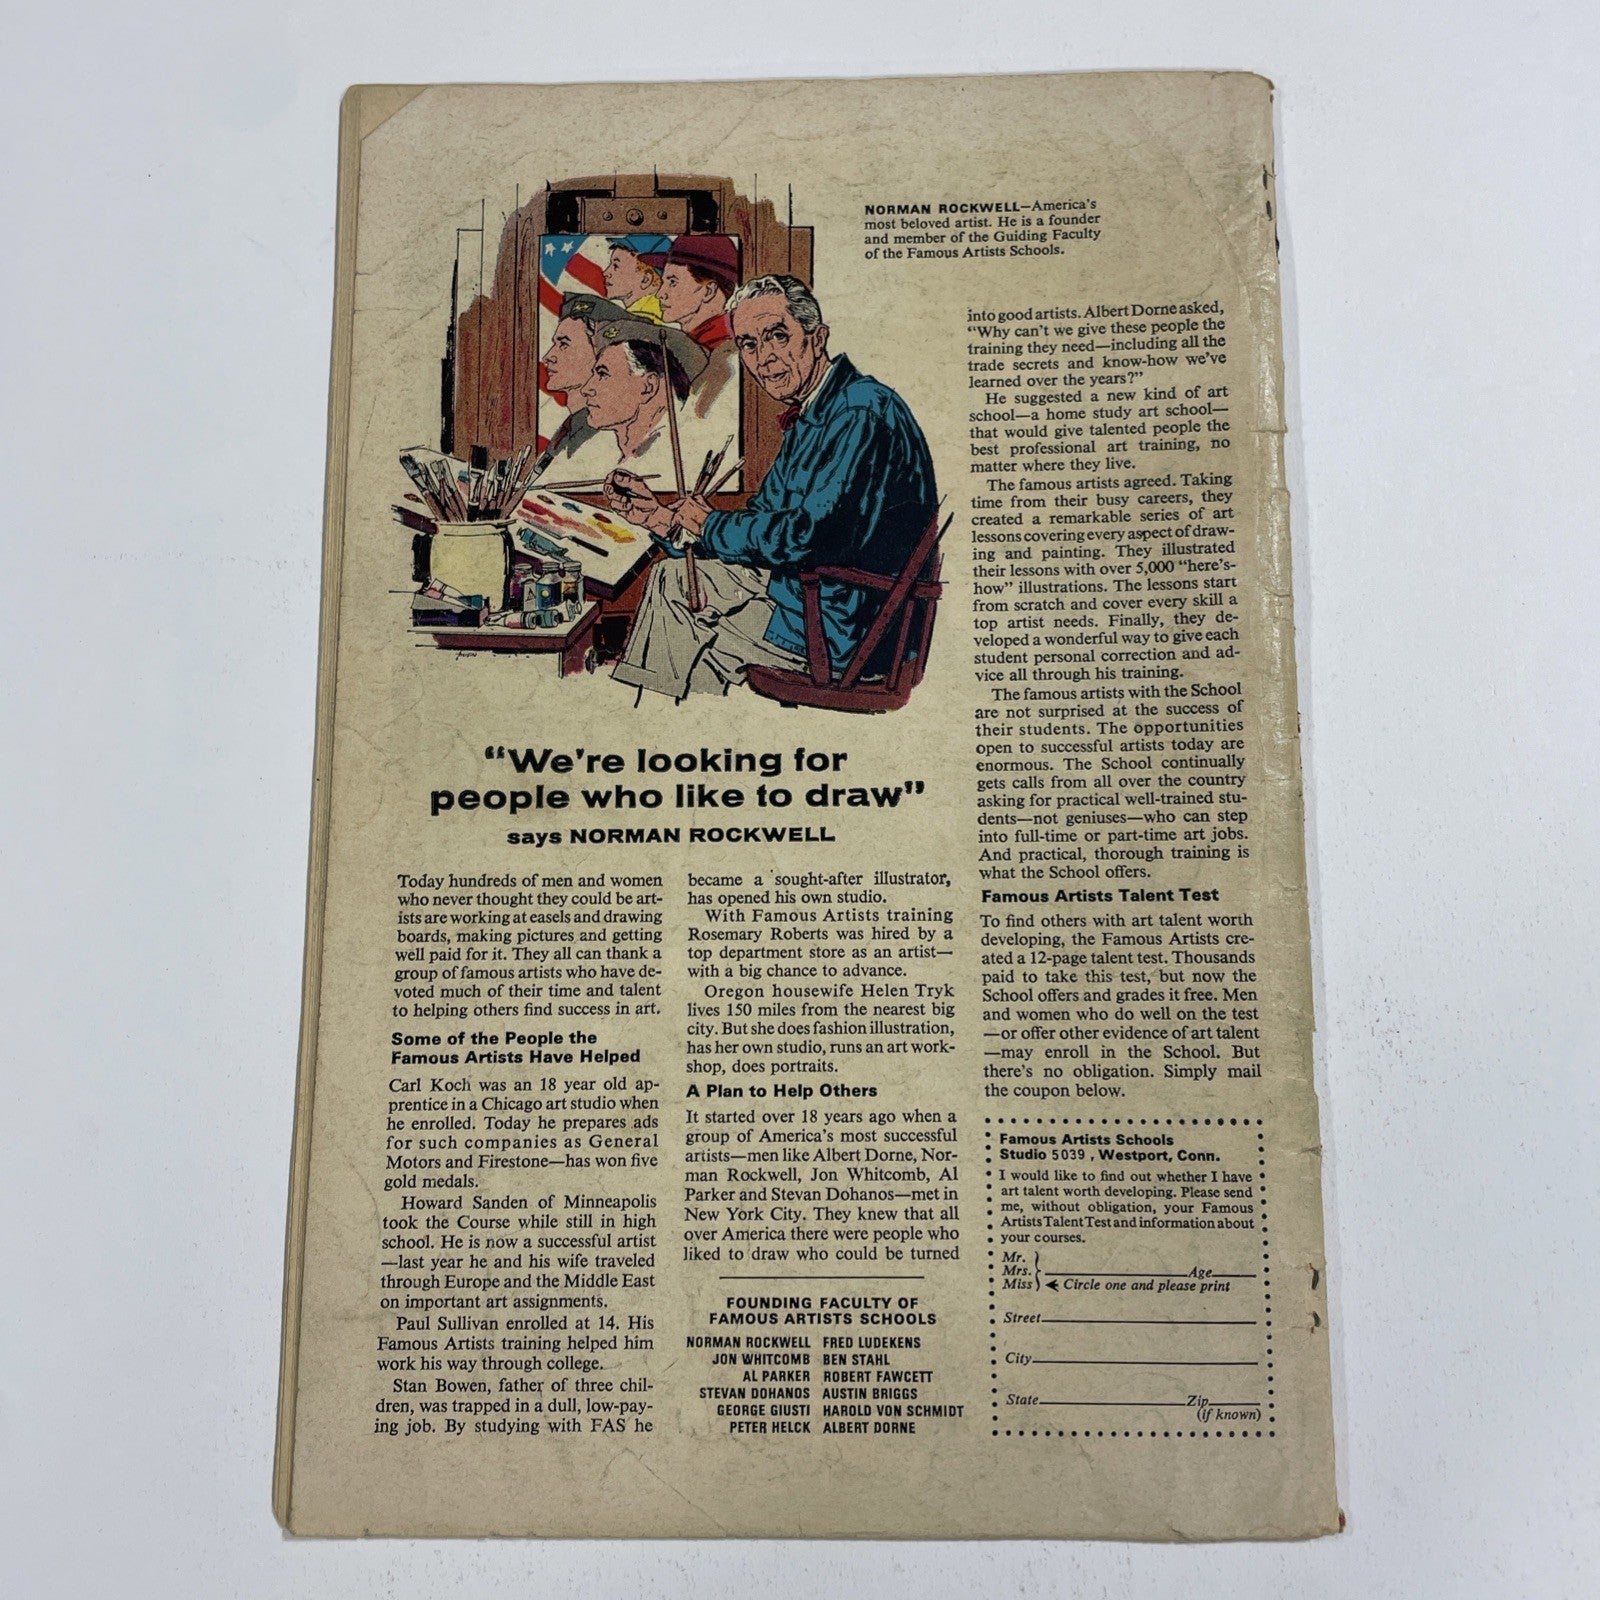 NORMAN ROCKWELL—America's
most beloved artist. He is a founder
and member of the Guiding Faculty
of the Famous Artists Schools.
"We're looking for
people who like to draw"
says NORMAN ROCKWELL
Today hundreds of men and women
who never thought they could be art-
ists are working at easels and drawing
boards, making pictures and getting
well paid for it. They all can thank a
group of famous artists who have de-
voted much of their time and talent
to helping others find success in art.
Some of the People the
Famous Artists Have Helped
Carl Koch was an 18 year old ap-
prentice in a Chicago art studio when
he enrolled. Today he prepares ads
for such companies as General
Motors and Firestone—has won five
gold medals.
Howard Sanden of Minneapolis
took the Course while still in high
school. He is now a successful artist
—last year he and his wife traveled
through Europe and the Middle East
on important art assignments.
Paul Sullivan enrolled at 14. His
Famous Artists training helped him
work his way through college.
Stan Bowen, father of three chil-
dren, was trapped in a dull, low-pay-
ing job. By studying with FAS he
became a sought-after illustrator,
has opened his own studio.
With Famous Artists training
Rosemary Roberts was hired by a
top department store as an artist—
with a big chance to advance.
Oregon housewife Helen Tryk
lives 150 miles from the nearest big
city. But she does fashion illustration,
has her own studio, runs an art work-
shop, does portraits.
A Plan to Help Others
It started over 18 years ago when a
group of America's most successful
artists—men like Albert Dorne, Nor-
man Rockwell, Jon Whitcomb, Al
Parker and Stevan Dohanos—met in
New York City. They knew that all
over America there were people who
liked to draw who could be turned
into good artists. Albert Dorne asked,
"Why can't we give these people the
training they need—including all the
trade secrets and know-how we've
learned over the years?"
He suggested a new kind of art
school—a home study art school—
that would give talented people the
best professional art training, no
matter where they live.
The famous artists agreed. Taking
time from their busy careers, they
created a remarkable series of art
lessons covering every aspect of draw-
ing and painting. They illustrated
their lessons with over 5,000 "here's-
how" illustrations. The lessons start
from scratch and cover every skill a
top artist needs. Finally, they de-
veloped a wonderful way to give each
student personal correction and ad-
vice all through his training.
The famous artists with the School
are not surprised at the success of
their students. The opportunities
open to successful artists today are
enormous. The School continually
gets calls from all over the country
asking for practical well-trained stu-
dents—not geniuses—who can step
into full-time or part-time art jobs.
And practical, thorough training is
what the School offers.
Famous Artists Talent Test
To find others with art talent worth
developing, the Famous Artists cre-
ated a 12-page talent test. Thousands
paid to take this test, but now the
School offers and grades it free. Men
and women who do well on the test
—or offer other evidence of art talent
—may enroll in the School. But
there's no obligation. Simply mail
the coupon below.
FOUNDING FACULTY OF
FAMOUS ARTISTS SCHOOLS
NORMAN ROCKWELL FRED LUDEKENS
JON WHITCOMB BEN STAHL
AL PARKER ROBERT FAWCETT
STEVAN DOHANOS AUSTIN BRIGGS
GEORGE GIUSTI HAROLD VON SCHMIDT
PETER HELCK ALBERT DORNE
Famous Artists Schools
Studio 5039, Westport, Conn.
I would like to find out whether I have
art talent worth developing. Please send
me, without obligation, your Famous
Artists Talent Test and information about
your courses.
Mr.
Mrs. Age
Miss Circle one and please print
Street
City
State Zip
(if known)